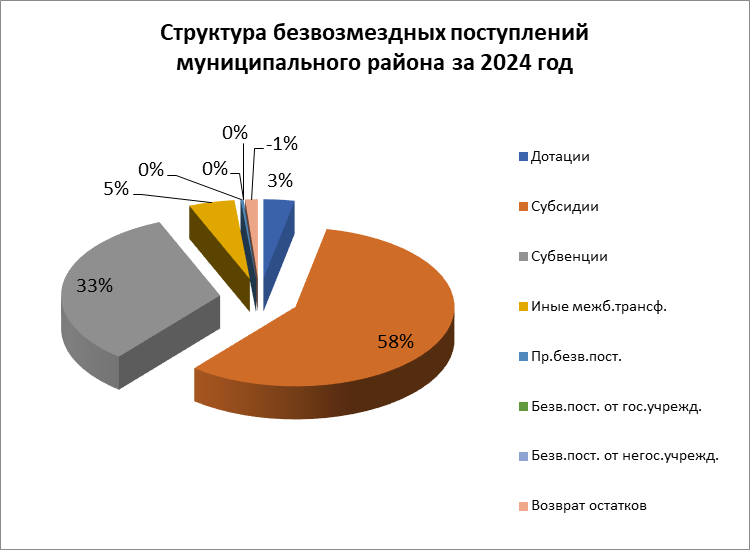 Структура безвозмездных поступлений
муниципального района за 2024 год
0%
-1%
0%
0%
3%
5%
33%
58%
Дотации
Субсидии
Субвенции
Иные межб.трансф.
Пр.безв.пост.
Безв.пост. от гос.учрежд.
Безв.пост. от негос.учрежд.
Возврат остатков